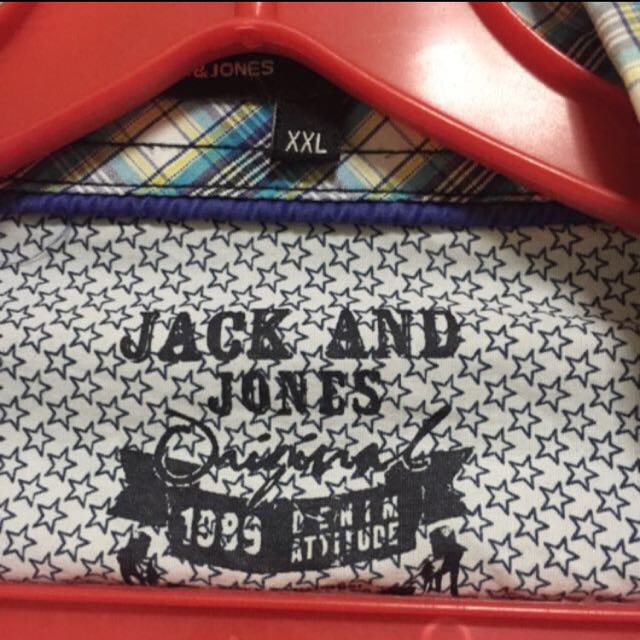 &JONES
XXL
JACK AND
JONES
Original
1989 DENIM
ATTITUDE